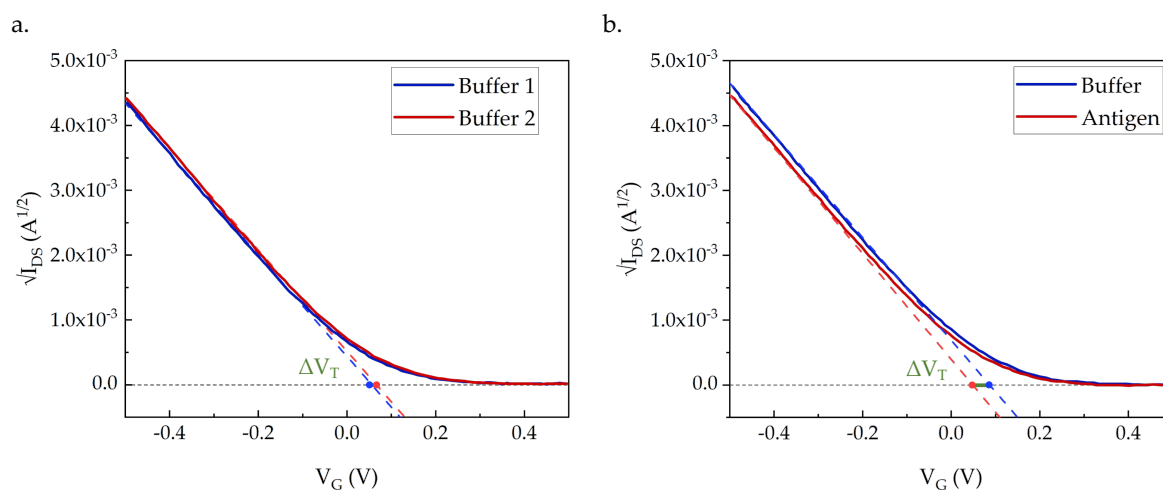 a.
5.0x10⁻³
4.0x10⁻³
3.0x10⁻³
2.0x10⁻³
1.0x10⁻³
0.0
√I_DS (A^1/2)
Buffer 1
Buffer 2
ΔV_T
-0.4 -0.2 0.0 0.2 0.4
V_G (V)
b.
5.0x10⁻³
4.0x10⁻³
3.0x10⁻³
2.0x10⁻³
1.0x10⁻³
0.0
√I_DS (A^1/2)
Buffer
Antigen
ΔV_T
-0.4 -0.2 0.0 0.2 0.4
V_G (V)